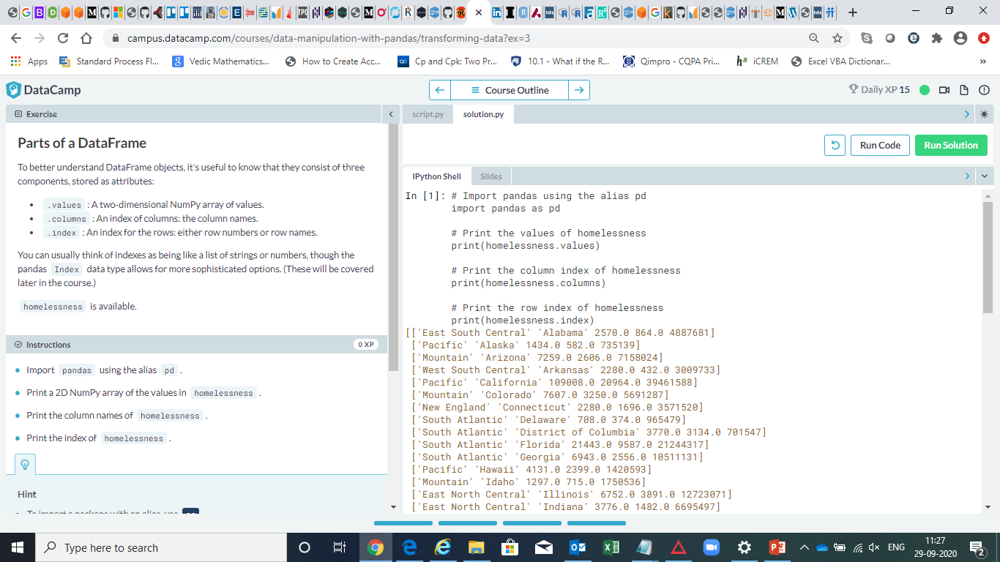 campus.datacamp.com/courses/data-manipulation-with-pandas/transforming-data?ex=3
Apps Standard Process Fl... Vedic Mathematics... How to Create Acc... Cp and Cpk: Two Pr... 10.1 - What if the R... Qimpro - CQPA Pri... iCREM Excel VBA Dictionar... »
DataCamp
Course Outline
Daily XP 15
Exercise
Parts of a DataFrame
To better understand DataFrame objects, it's useful to know that they consist of three
components, stored as attributes:
• .values : A two-dimensional NumPy array of values.
• .columns : An index of columns: the column names.
• .index : An index for the rows: either row numbers or row names.
You can usually think of indexes as being like a list of strings or numbers, though the
pandas Index data type allows for more sophisticated options. (These will be covered
later in the course.)
homelessness is available.
Instructions 0 XP
Import pandas using the alias pd .
Print a 2D NumPy array of the values in homelessness .
Print the column names of homelessness .
Print the index of homelessness .
Hint
script.py solution.py
Run Code Run Solution
IPython Shell Slides
In [1]: # Import pandas using the alias pd
import pandas as pd
# Print the values of homelessness
print(homelessness.values)
# Print the column index of homelessness
print(homelessness.columns)
# Print the row index of homelessness
print(homelessness.index)
[['East South Central' 'Alabama' 2570.0 864.0 4887681]
['Pacific' 'Alaska' 1434.0 582.0 735139]
['Mountain' 'Arizona' 7259.0 2606.0 7158024]
['West South Central' 'Arkansas' 2280.0 432.0 3009733]
['Pacific' 'California' 109008.0 20964.0 39461588]
['Mountain' 'Colorado' 7607.0 3250.0 5691287]
['New England' 'Connecticut' 2280.0 1696.0 3571520]
['South Atlantic' 'Delaware' 708.0 374.0 965479]
['South Atlantic' 'District of Columbia' 3770.0 3134.0 701547]
['South Atlantic' 'Florida' 21443.0 9587.0 21244317]
['South Atlantic' 'Georgia' 6943.0 2556.0 10511131]
['Pacific' 'Hawaii' 4131.0 2399.0 1420593]
['Mountain' 'Idaho' 1297.0 715.0 1750536]
['East North Central' 'Illinois' 6752.0 3891.0 12723071]
['East North Central' 'Indiana' 3776.0 1482.0 6695497]
Type here to search
ENG
11:27
29-09-2020
2